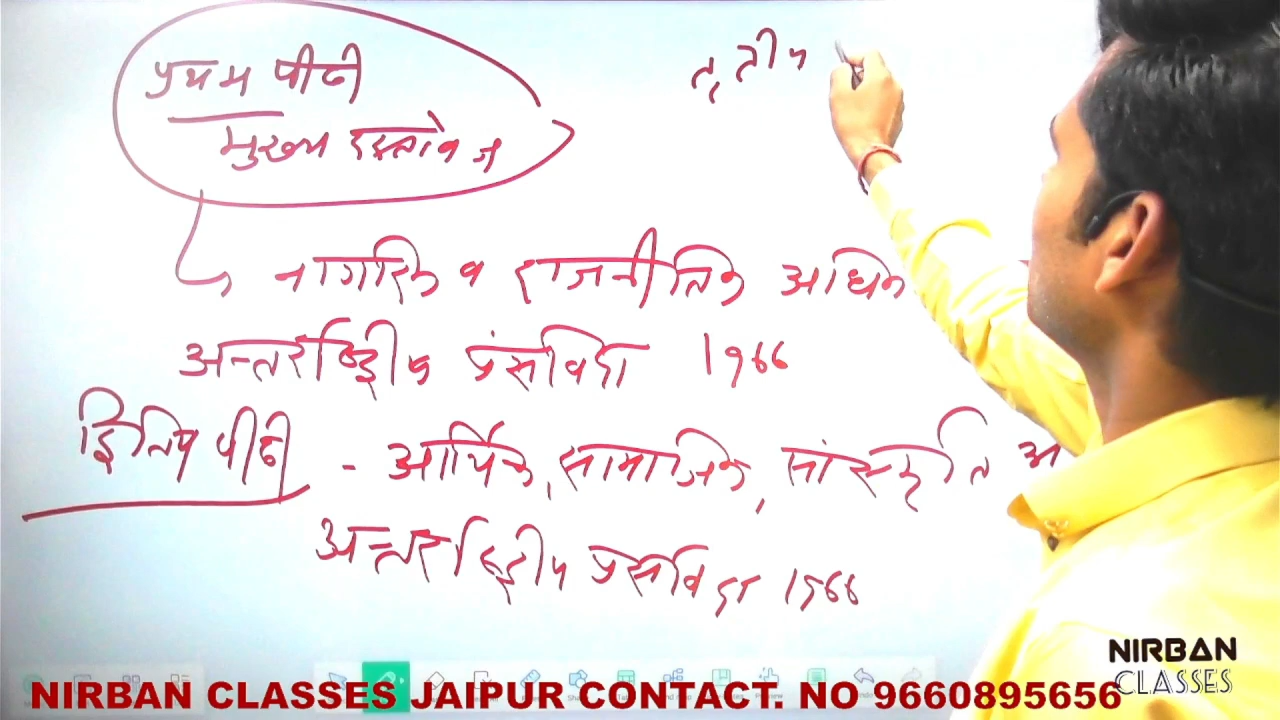 प्रथम पीढी
मुख्य दस्तावेज
तृतीय
नागरिक व राजनीतिक अधिक
अन्तर्राष्ट्रीय प्रसंविदा 1966
द्वितिय पीढी - आर्थिक, सामाजिक, सांस्कृति अ
अन्तर्राष्ट्रीय प्रसंविदा 1966
NIRBAN CLASSES
NIRBAN CLASSES JAIPUR CONTACT. NO 9660895656